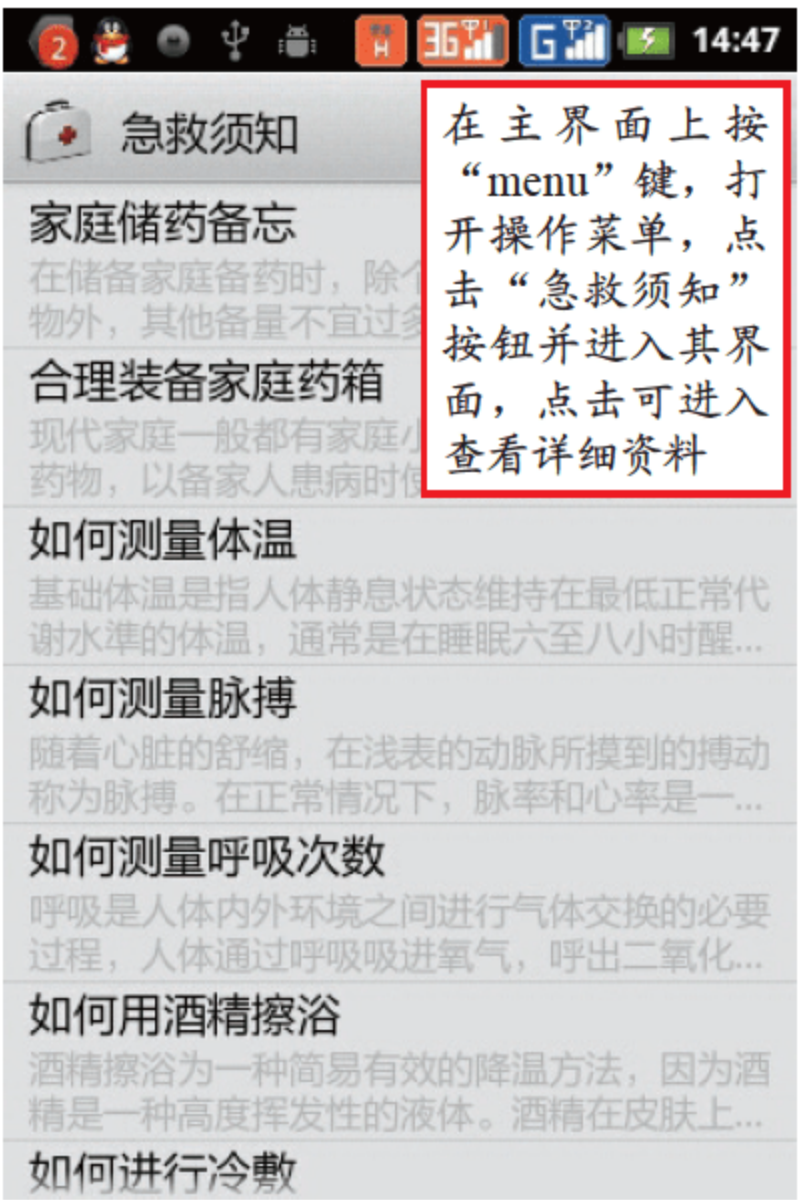 2
H
3G
1
G
2
14:47
急救须知
在主界面上按
“menu”键，打
开操作菜单，点
击“急救须知”
按钮并进入其界
面，点击可进入
查看详细资料
家庭储药备忘
在储备家庭备药时，除
物外，其他备量不宜过多
合理装备家庭药箱
现代家庭一般都有家庭小
药物，以备家人患病时使
如何测量体温
基础体温是指人体静息状态维持在最低正常代
谢水準的体温，通常是在睡眠六至八小时醒...
如何测量脉搏
随着心脏的舒缩，在浅表的动脉所摸到的搏动
称为脉搏。在正常情况下，脉率和心率是一...
如何测量呼吸次数
呼吸是人体内外环境之间进行气体交换的必要
过程，人体通过呼吸吸进氧气，呼出二氧化...
如何用酒精擦浴
酒精擦浴为一种简易有效的降温方法，因为酒
精是一种高度挥发性的液体。酒精在皮肤上...
如何进行冷敷